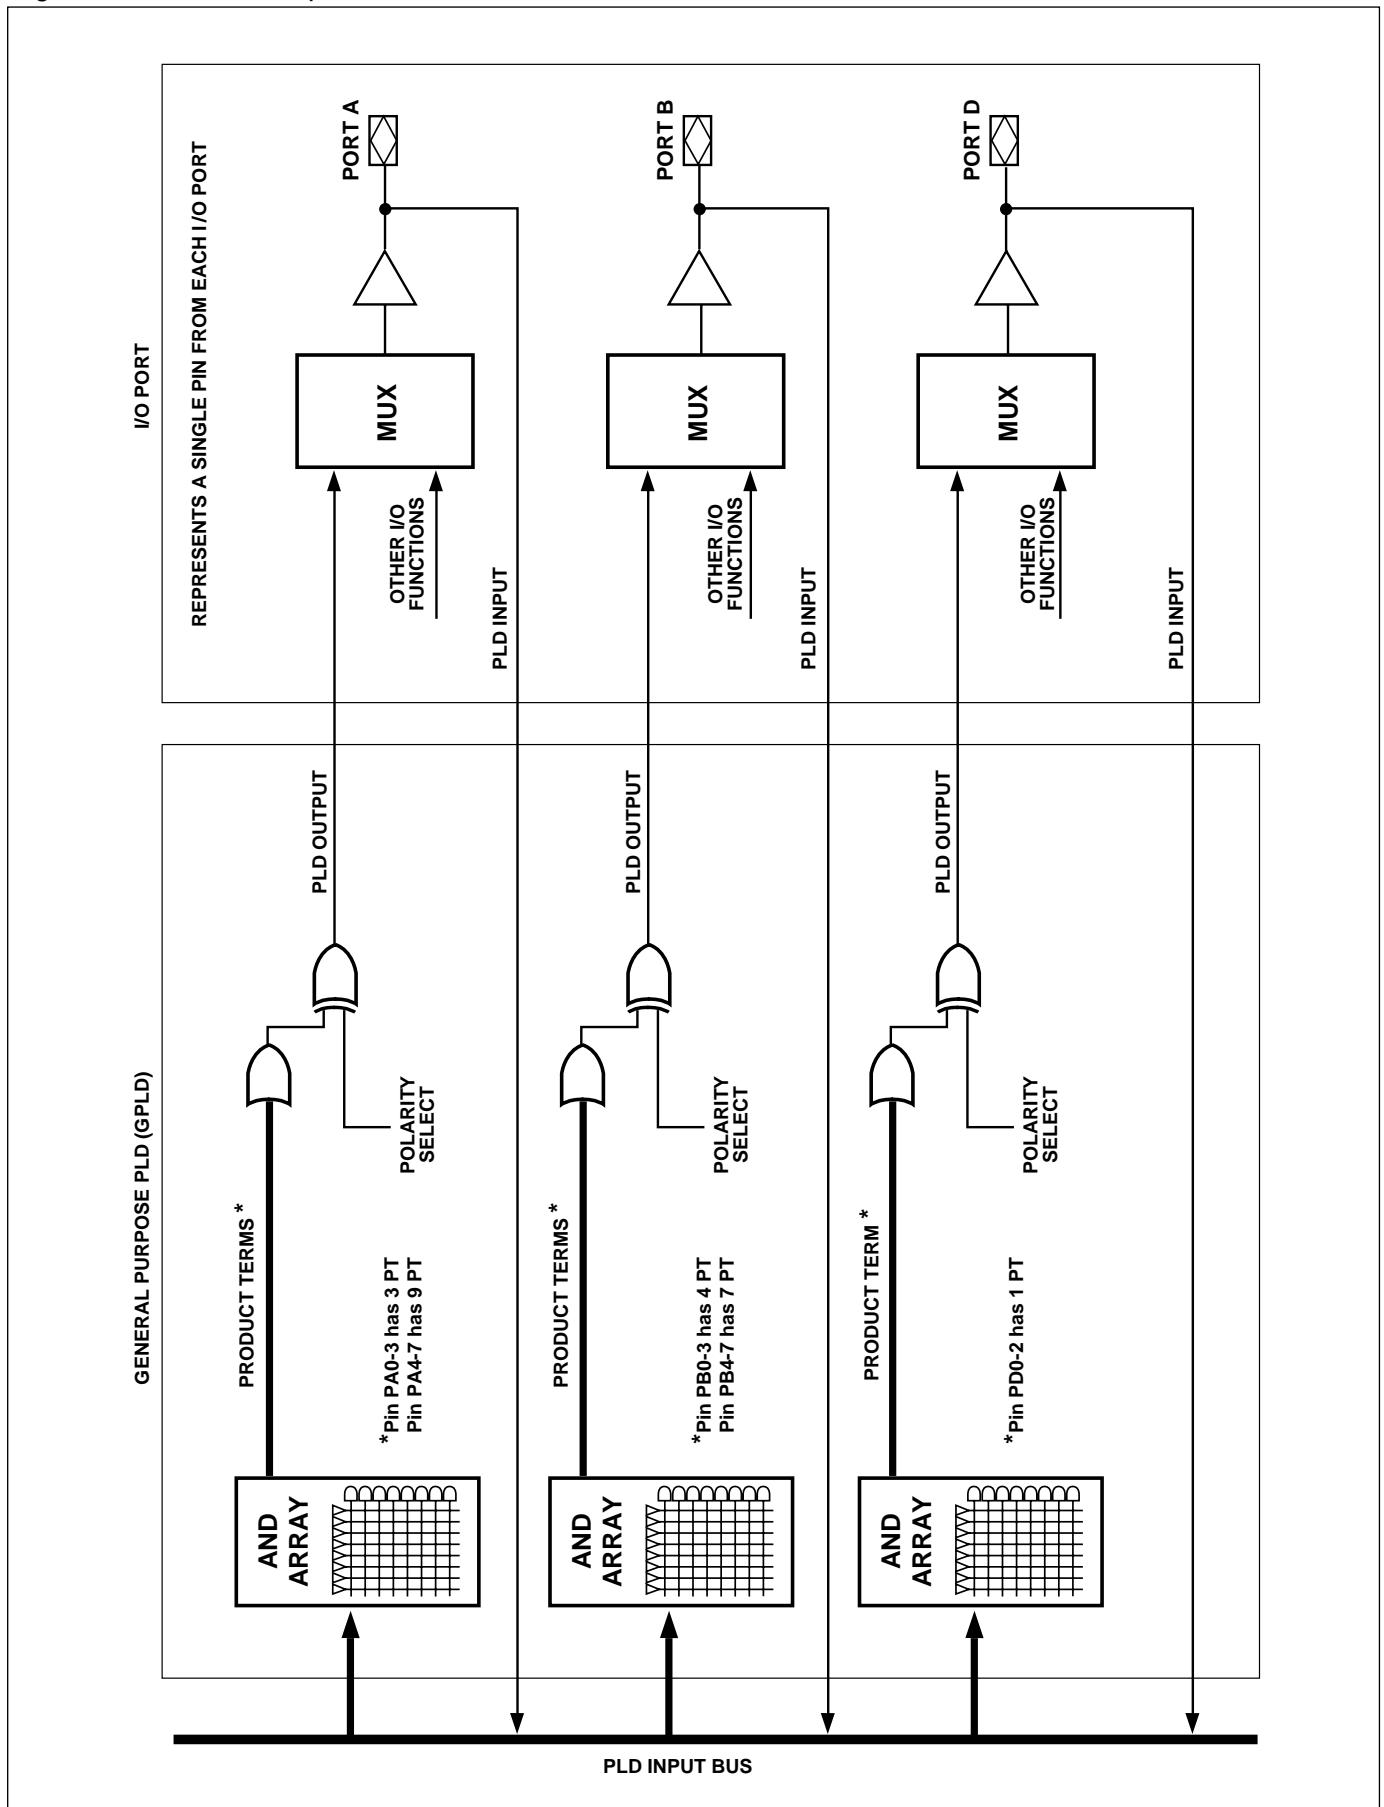 I/O PORT
REPRESENTS A SINGLE PIN FROM EACH I /O PORT
PORT A
PORT B
PORT D
MUX
MUX
MUX
OTHER I/O
FUNCTIONS
OTHER I/O
FUNCTIONS
OTHER I/O
FUNCTIONS
PLD INPUT
PLD INPUT
PLD INPUT
GENERAL PURPOSE PLD (GPLD)
PLD OUTPUT
PLD OUTPUT
PLD OUTPUT
POLARITY
SELECT
POLARITY
SELECT
POLARITY
SELECT
PRODUCT TERMS *
PRODUCT TERMS *
PRODUCT TERM *
*Pin PA0-3 has 3 PT
Pin PA4-7 has 9 PT
*Pin PB0-3 has 4 PT
Pin PB4-7 has 7 PT
*Pin PD0-2 has 1 PT
AND
ARRAY
AND
ARRAY
AND
ARRAY
PLD INPUT BUS